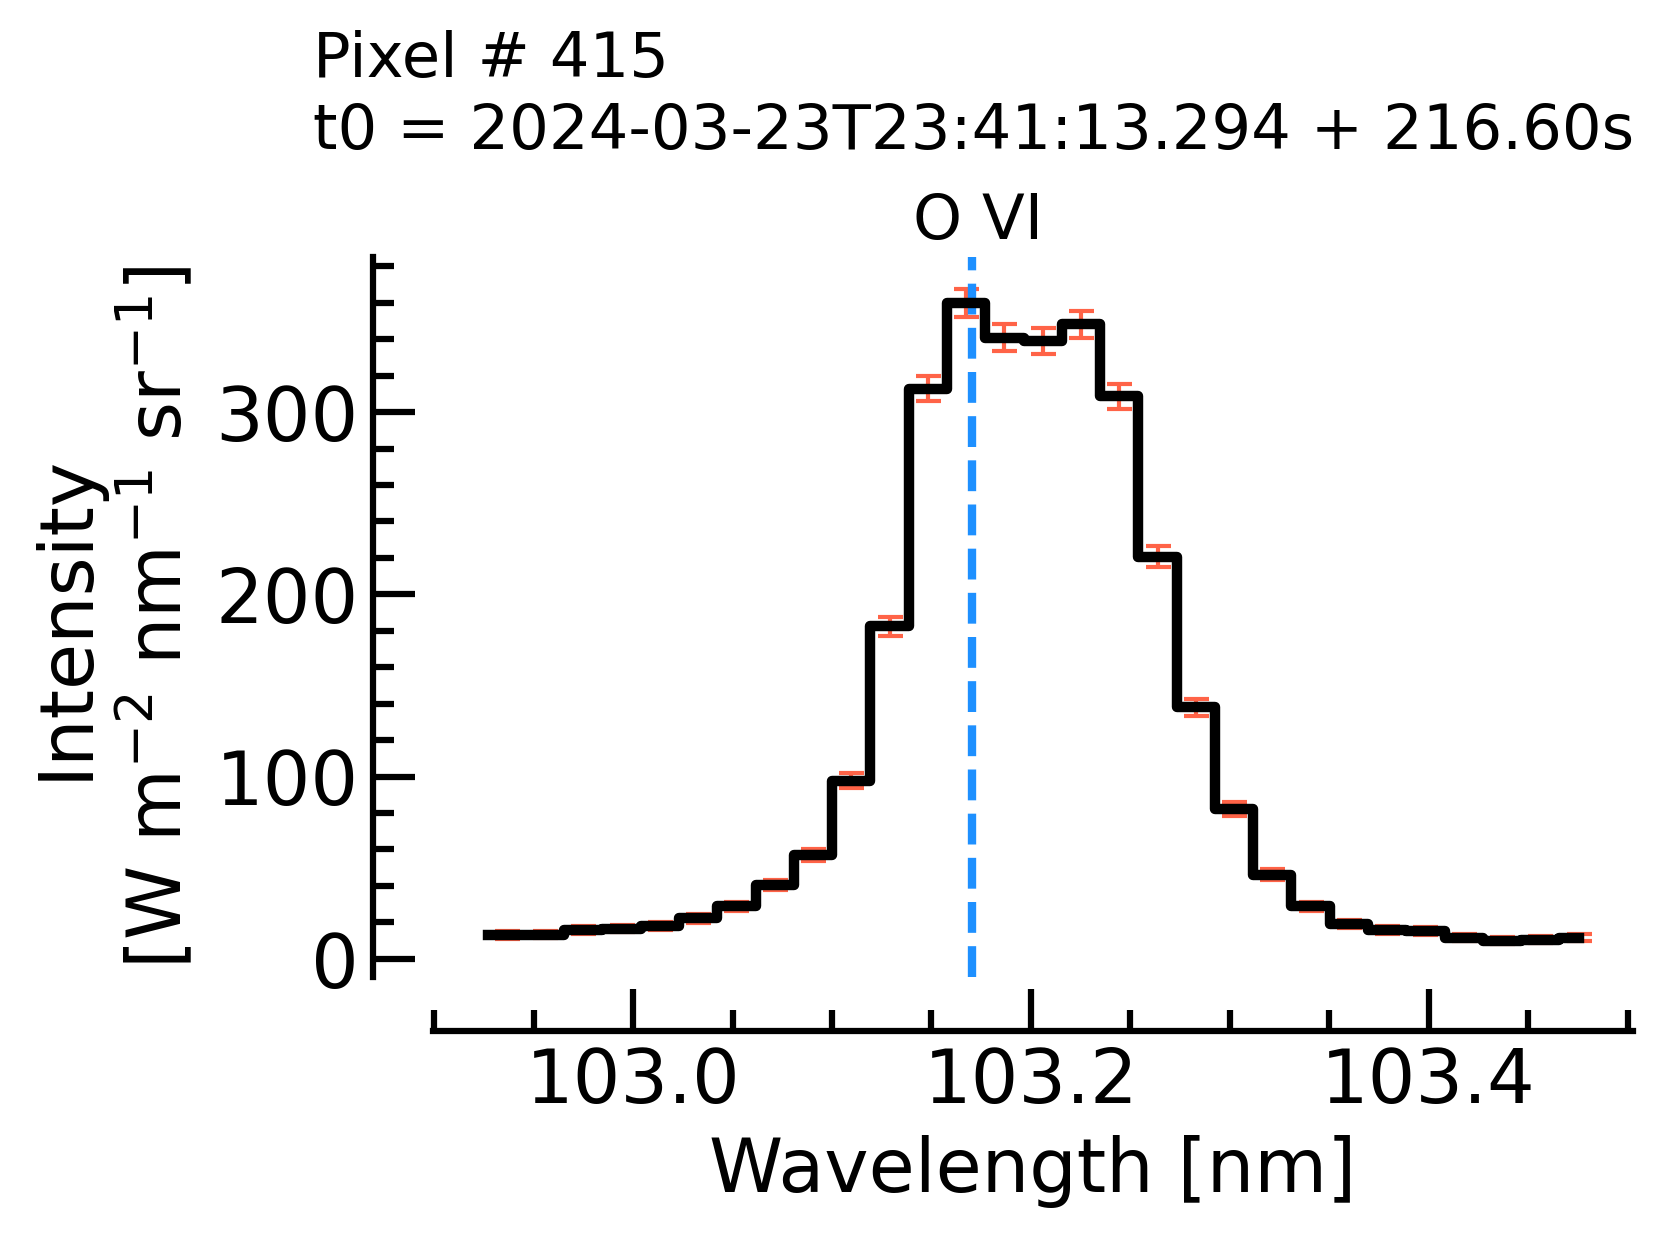 Pixel # 415
t0 = 2024-03-23T23:41:13.294 + 216.60s
O VI
Intensity
[W m⁻² nm⁻¹ sr⁻¹]
300
200
100
0
103.0 103.2 103.4
Wavelength [nm]